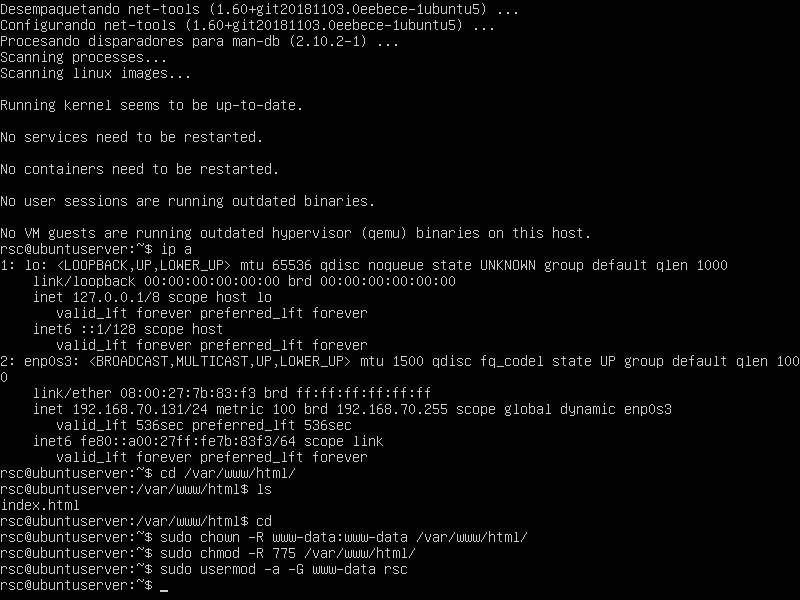 Desempaquetando net-tools (1.60+git20181103.0eebece-1ubuntu5) ...
Configurando net-tools (1.60+git20181103.0eebece-1ubuntu5) ...
Procesando disparadores para man-db (2.10.2-1) ...
Scanning processes...
Scanning linux images...
Running kernel seems to be up-to-date.
No services need to be restarted.
No containers need to be restarted.
No user sessions are running outdated binaries.
No VM guests are running outdated hypervisor (qemu) binaries on this host.
rsc@ubuntuserver:~$ ip a
1: lo: <LOOPBACK,UP,LOWER_UP> mtu 65536 qdisc noqueue state UNKNOWN group default qlen 1000
    link/loopback 00:00:00:00:00:00 brd 00:00:00:00:00:00
    inet 127.0.0.1/8 scope host lo
       valid_lft forever preferred_lft forever
    inet6 ::1/128 scope host
       valid_lft forever preferred_lft forever
2: enp0s3: <BROADCAST,MULTICAST,UP,LOWER_UP> mtu 1500 qdisc fq_codel state UP group default qlen 100
0
    link/ether 08:00:27:7b:83:f3 brd ff:ff:ff:ff:ff:ff
    inet 192.168.70.131/24 metric 100 brd 192.168.70.255 scope global dynamic enp0s3
       valid_lft 536sec preferred_lft 536sec
    inet6 fe80::a00:27ff:fe7b:83f3/64 scope link
       valid_lft forever preferred_lft forever
rsc@ubuntuserver:~$ cd /var/www/html/
rsc@ubuntuserver:/var/www/html$ ls
index.html
rsc@ubuntuserver:/var/www/html$ cd
rsc@ubuntuserver:~$ sudo chown -R www-data:www-data /var/www/html/
rsc@ubuntuserver:~$ sudo chmod -R 775 /var/www/html/
rsc@ubuntuserver:~$ sudo usermod -a -G www-data rsc
rsc@ubuntuserver:~$ _